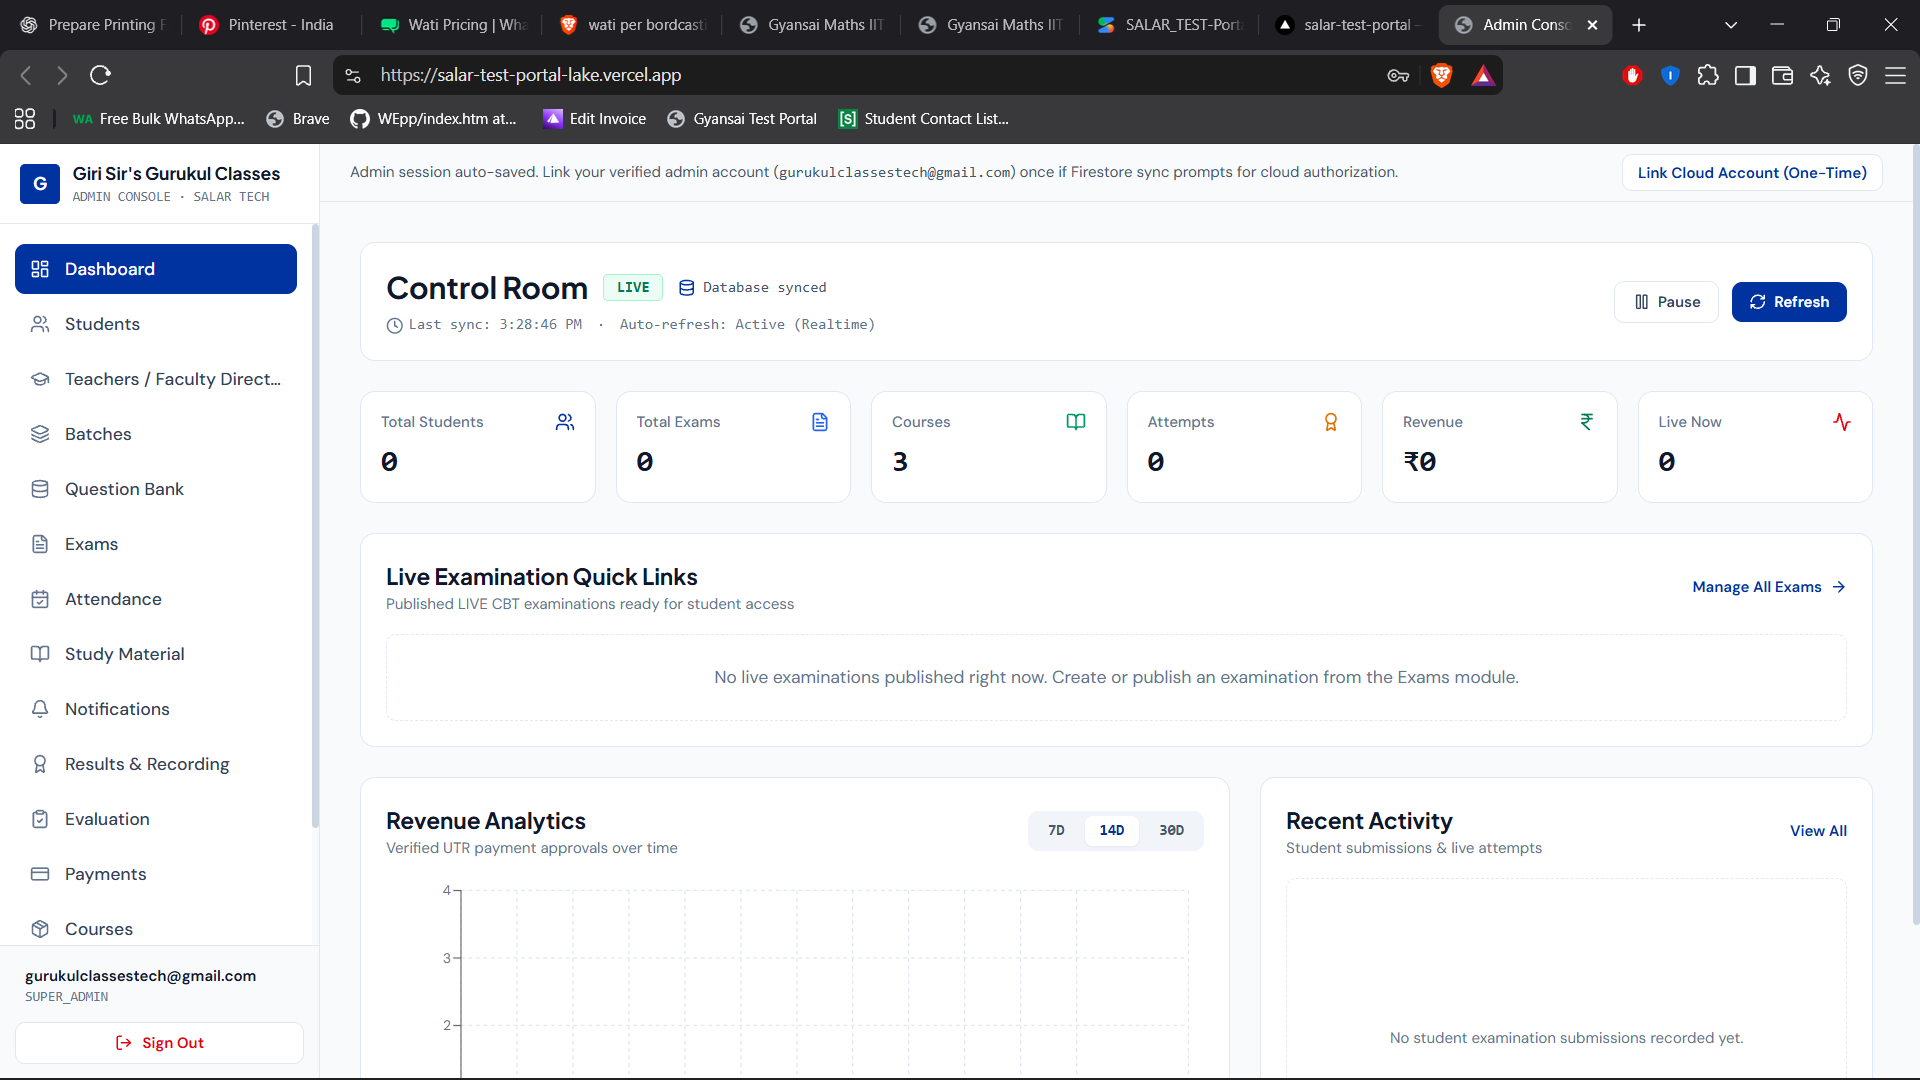 Prepare Printing
Pinterest - India
Wati Pricing | Wha
wati per bordcasti
Gyansai Maths IIT
Gyansai Maths IIT
SALAR_TEST-Porta
salar-test-portal -
Admin Conso
https://salar-test-portal-lake.vercel.app
Free Bulk WhatsApp...
Brave
WEpp/index.htm at...
Edit Invoice
Gyansai Test Portal
Student Contact List...
G
Giri Sir's Gurukul Classes
ADMIN CONSOLE · SALAR TECH
Dashboard
Students
Teachers / Faculty Direct...
Batches
Question Bank
Exams
Attendance
Study Material
Notifications
Results & Recording
Evaluation
Payments
Courses
gurukulclassestech@gmail.com
SUPER_ADMIN
Sign Out
Admin session auto-saved. Link your verified admin account (gurukulclassestech@gmail.com) once if Firestore sync prompts for cloud authorization.
Link Cloud Account (One-Time)
Control Room
LIVE
Database synced
Last sync: 3:28:46 PM · Auto-refresh: Active (Realtime)
Pause
Refresh
Total Students
0
Total Exams
0
Courses
3
Attempts
0
Revenue
₹0
Live Now
0
Live Examination Quick Links
Published LIVE CBT examinations ready for student access
Manage All Exams →
No live examinations published right now. Create or publish an examination from the Exams module.
Revenue Analytics
Verified UTR payment approvals over time
7D
14D
30D
4
3
2
Recent Activity
Student submissions & live attempts
View All
No student examination submissions recorded yet.